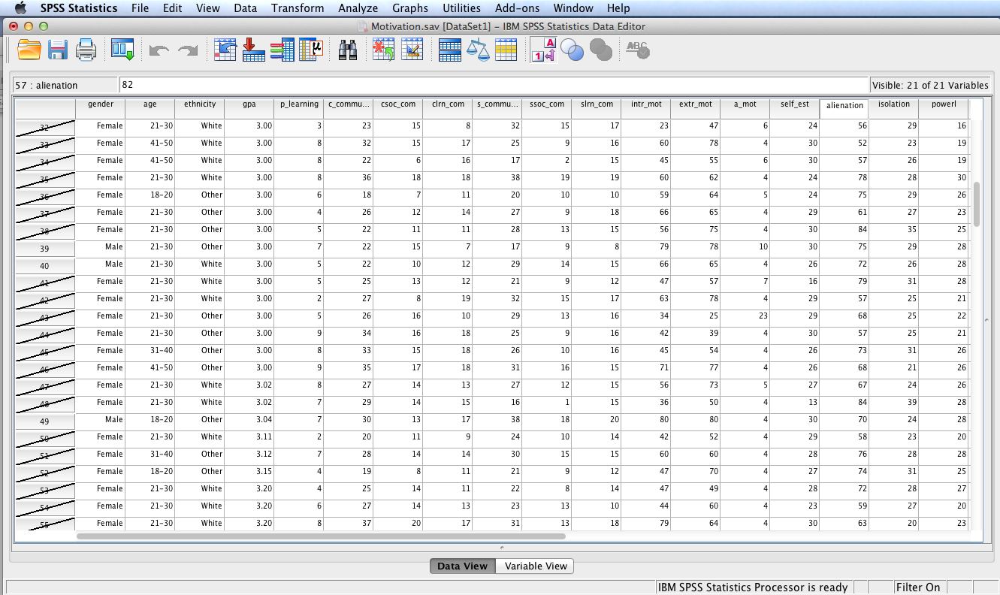 SPSS Statistics File Edit View Data Transform Analyze Graphs Utilities Add-ons Window Help
Motivation.sav [DataSet1] – IBM SPSS Statistics Data Editor
μ A 1 ABC
57 : alienation 82 Visible: 21 of 21 Variables
gender age ethnicity gpa p_learning c_commu... csoc_com clrn_com s_commu... ssoc_com slrn_com intr_mot extr_mot a_mot self_est alienation isolation powerl
32 Female 21-30 White 3.00 3 23 15 8 32 15 17 23 47 6 24 56 29 16
33 Female 41-50 White 3.00 8 32 15 17 25 9 16 60 78 4 30 52 23 19
34 Female 41-50 White 3.00 8 22 6 16 17 2 15 45 55 6 30 57 26 19
35 Female 21-30 White 3.00 8 36 18 18 38 19 19 60 62 4 24 78 28 30
36 Female 18-20 Other 3.00 6 18 7 11 20 10 10 59 64 5 24 75 29 26
37 Female 21-30 Other 3.00 4 26 12 14 27 9 18 66 65 4 29 61 27 23
38 Female 21-30 Other 3.00 5 22 11 11 28 13 15 56 75 4 30 84 35 25
39 Male 21-30 Other 3.00 7 22 15 7 17 9 8 79 78 10 30 75 29 28
40 Male 21-30 White 3.00 5 22 10 12 29 14 15 66 65 4 26 72 26 28
41 Female 21-30 White 3.00 5 25 13 12 21 9 12 47 57 7 16 79 31 28
42 Female 21-30 White 3.00 2 27 8 19 32 15 17 63 78 4 29 57 25 21
43 Female 21-30 Other 3.00 5 26 16 10 29 13 16 34 25 23 29 68 25 22
44 Female 21-30 Other 3.00 9 34 16 18 25 9 16 42 39 4 30 57 25 21
45 Female 31-40 Other 3.00 8 33 15 18 26 10 16 45 54 4 26 73 31 26
46 Female 41-50 Other 3.00 9 35 17 18 31 16 15 71 77 4 26 68 21 26
47 Female 21-30 White 3.02 8 27 14 13 27 12 15 56 73 5 27 67 24 26
48 Female 21-30 White 3.02 7 29 14 15 16 1 15 36 50 4 13 84 39 28
49 Male 18-20 Other 3.04 7 30 13 17 38 18 20 80 80 4 30 70 24 28
50 Female 21-30 White 3.11 2 20 11 9 24 10 14 42 52 4 29 58 23 20
51 Female 31-40 Other 3.12 7 28 14 14 30 15 15 60 60 4 28 76 28 28
52 Female 18-20 Other 3.15 4 19 8 11 21 9 12 47 70 4 27 74 31 25
53 Female 21-30 White 3.20 4 25 14 11 22 8 14 47 49 4 28 72 28 27
54 Female 21-30 White 3.20 6 27 14 13 23 13 10 44 60 4 23 59 27 20
55 Female 21-30 White 3.20 8 37 20 17 31 13 18 79 64 4 30 63 20 23
Data View Variable View
IBM SPSS Statistics Processor is ready Filter On